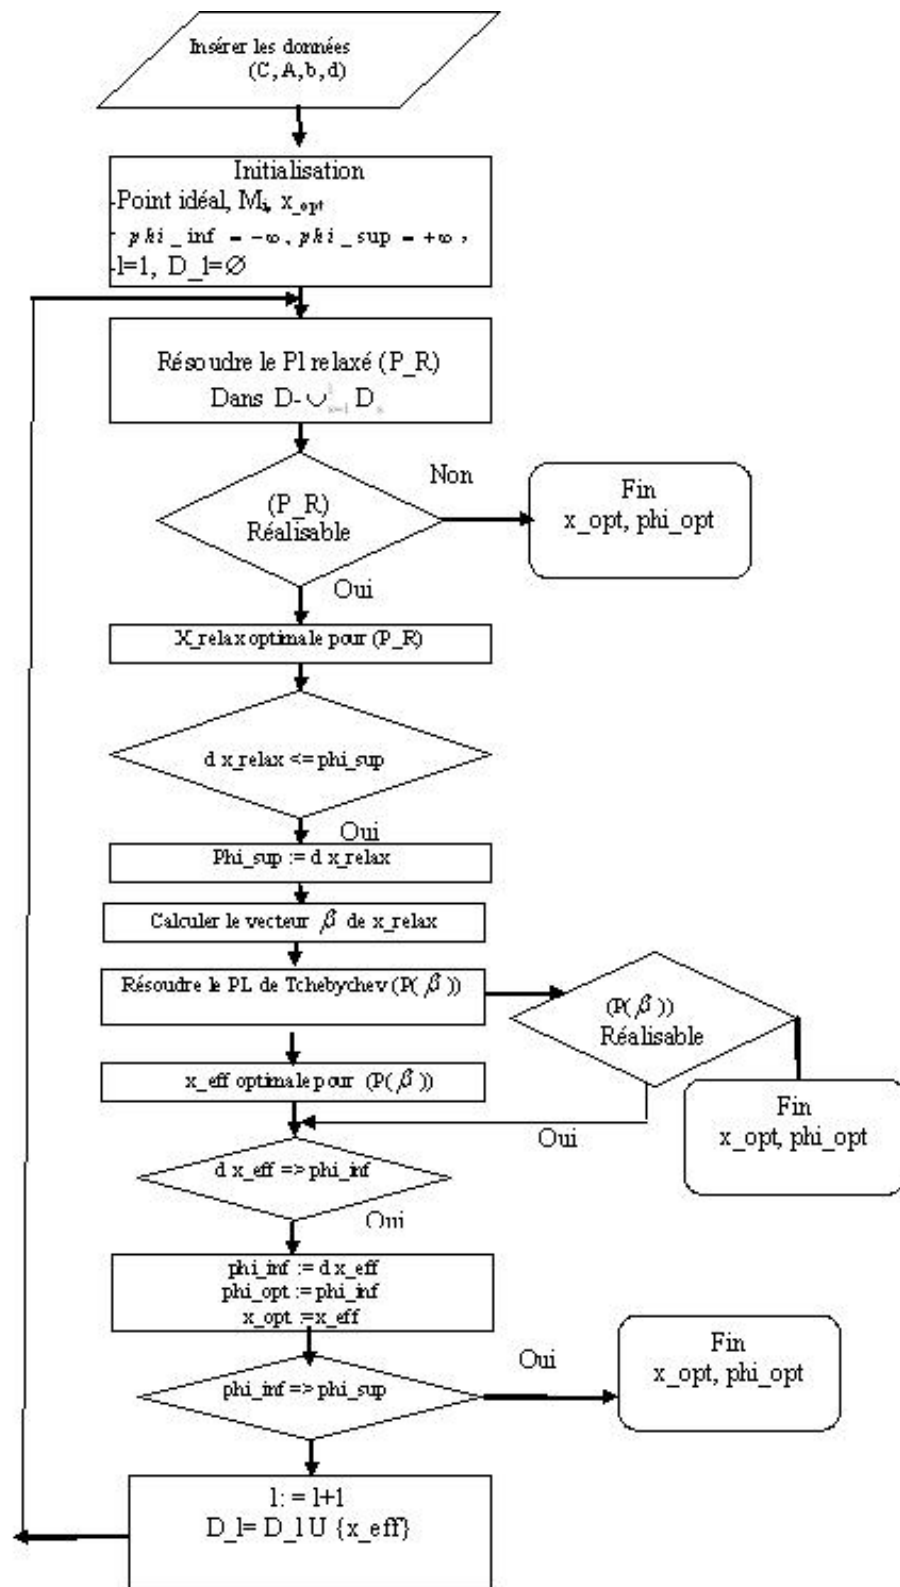 Insérer les données
(C, A, b, d)
Initialisation
-Point idéal, M_i, x_opt
- phi_inf = -∞, phi_sup = +∞,
-l=1, D_l=∅
Résoudre le Pl relaxé (P_R)
Dans D- ∪ D
(P_R)
Réalisable
Non
Fin
x_opt, phi_opt
Oui
X_relax optimale pour (P_R)
d x_relax <= phi_sup
Oui
Phi_sup := d x_relax
Calculer le vecteur β de x_relax
Résoudre le PL de Tchebychev (P(β))
(P(β))
Réalisable
x_eff optimale pour (P(β))
Fin
x_opt, phi_opt
Oui
d x_eff => phi_inf
Oui
phi_inf := d x_eff
phi_opt := phi_inf
x_opt :=x_eff
phi_inf => phi_sup
Oui
Fin
x_opt, phi_opt
l: = l+1
D_l= D_l U {x_eff}